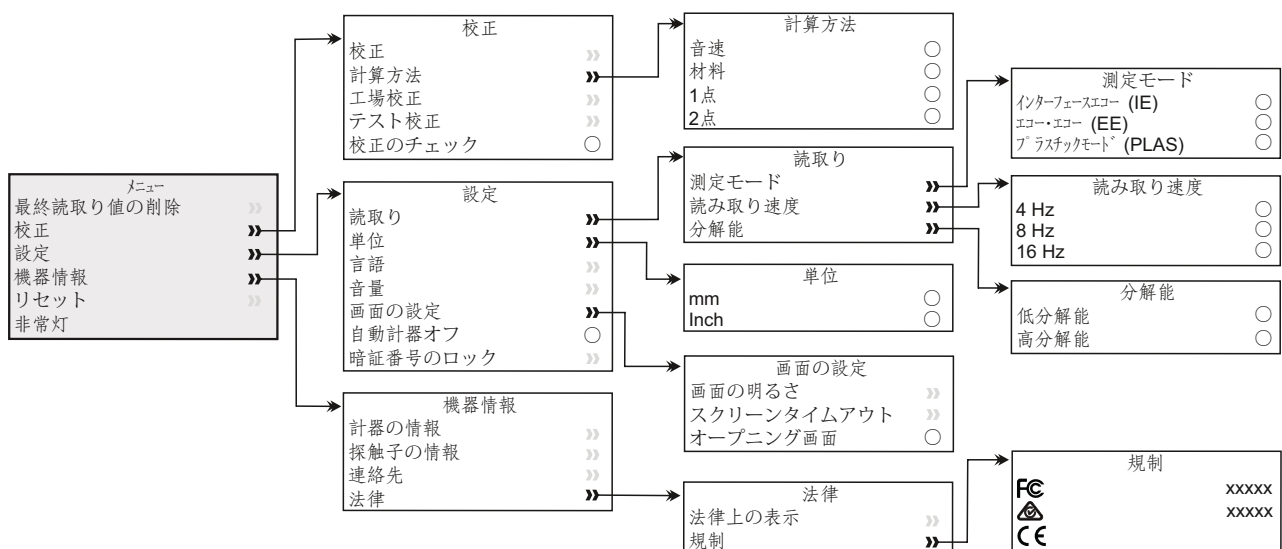 メニュー
最終読取り値の削除
校正
設定
機器情報
リセット
非常灯
校正
校正
計算方法
工場校正
テスト校正
校正のチェック
設定
読取り
単位
言語
音量
画面の設定
自動計器オフ
暗証番号のロック
機器情報
計器の情報
探触子の情報
連絡先
法律
計算方法
音速
材料
1点
2点
読取り
測定モード
読み取り速度
分解能
単位
mm
Inch
画面の設定
画面の明るさ
スクリーンタイムアウト
オープニング画面
法律
法律上の表示
規制
測定モード
インターフェースエコー (IE)
エコー・エコー (EE)
プラスチックモード (PLAS)
読み取り速度
4 Hz
8 Hz
16 Hz
分解能
低分解能
高分解能
規制
FC xxxxx
xxxxx
CE